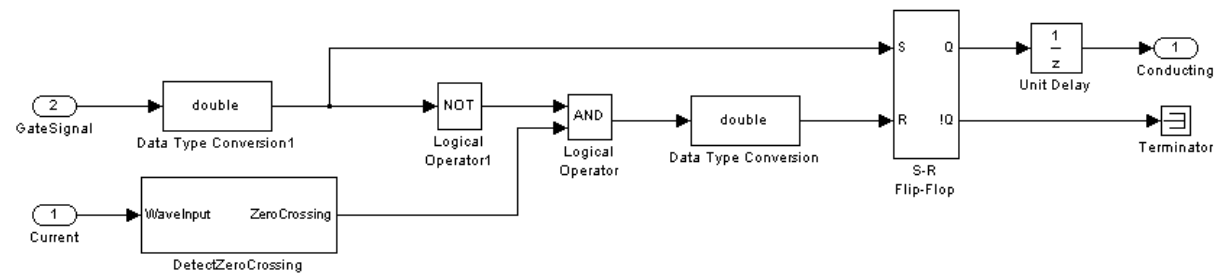 2
GateSignal
double
Data Type Conversion1
NOT
Logical
Operator1
AND
Logical
Operator
double
Data Type Conversion
S Q
R !Q
S-R
Flip-Flop
1
z
Unit Delay
1
Conducting
Terminator
1
Current
WaveInput ZeroCrossing
DetectZeroCrossing